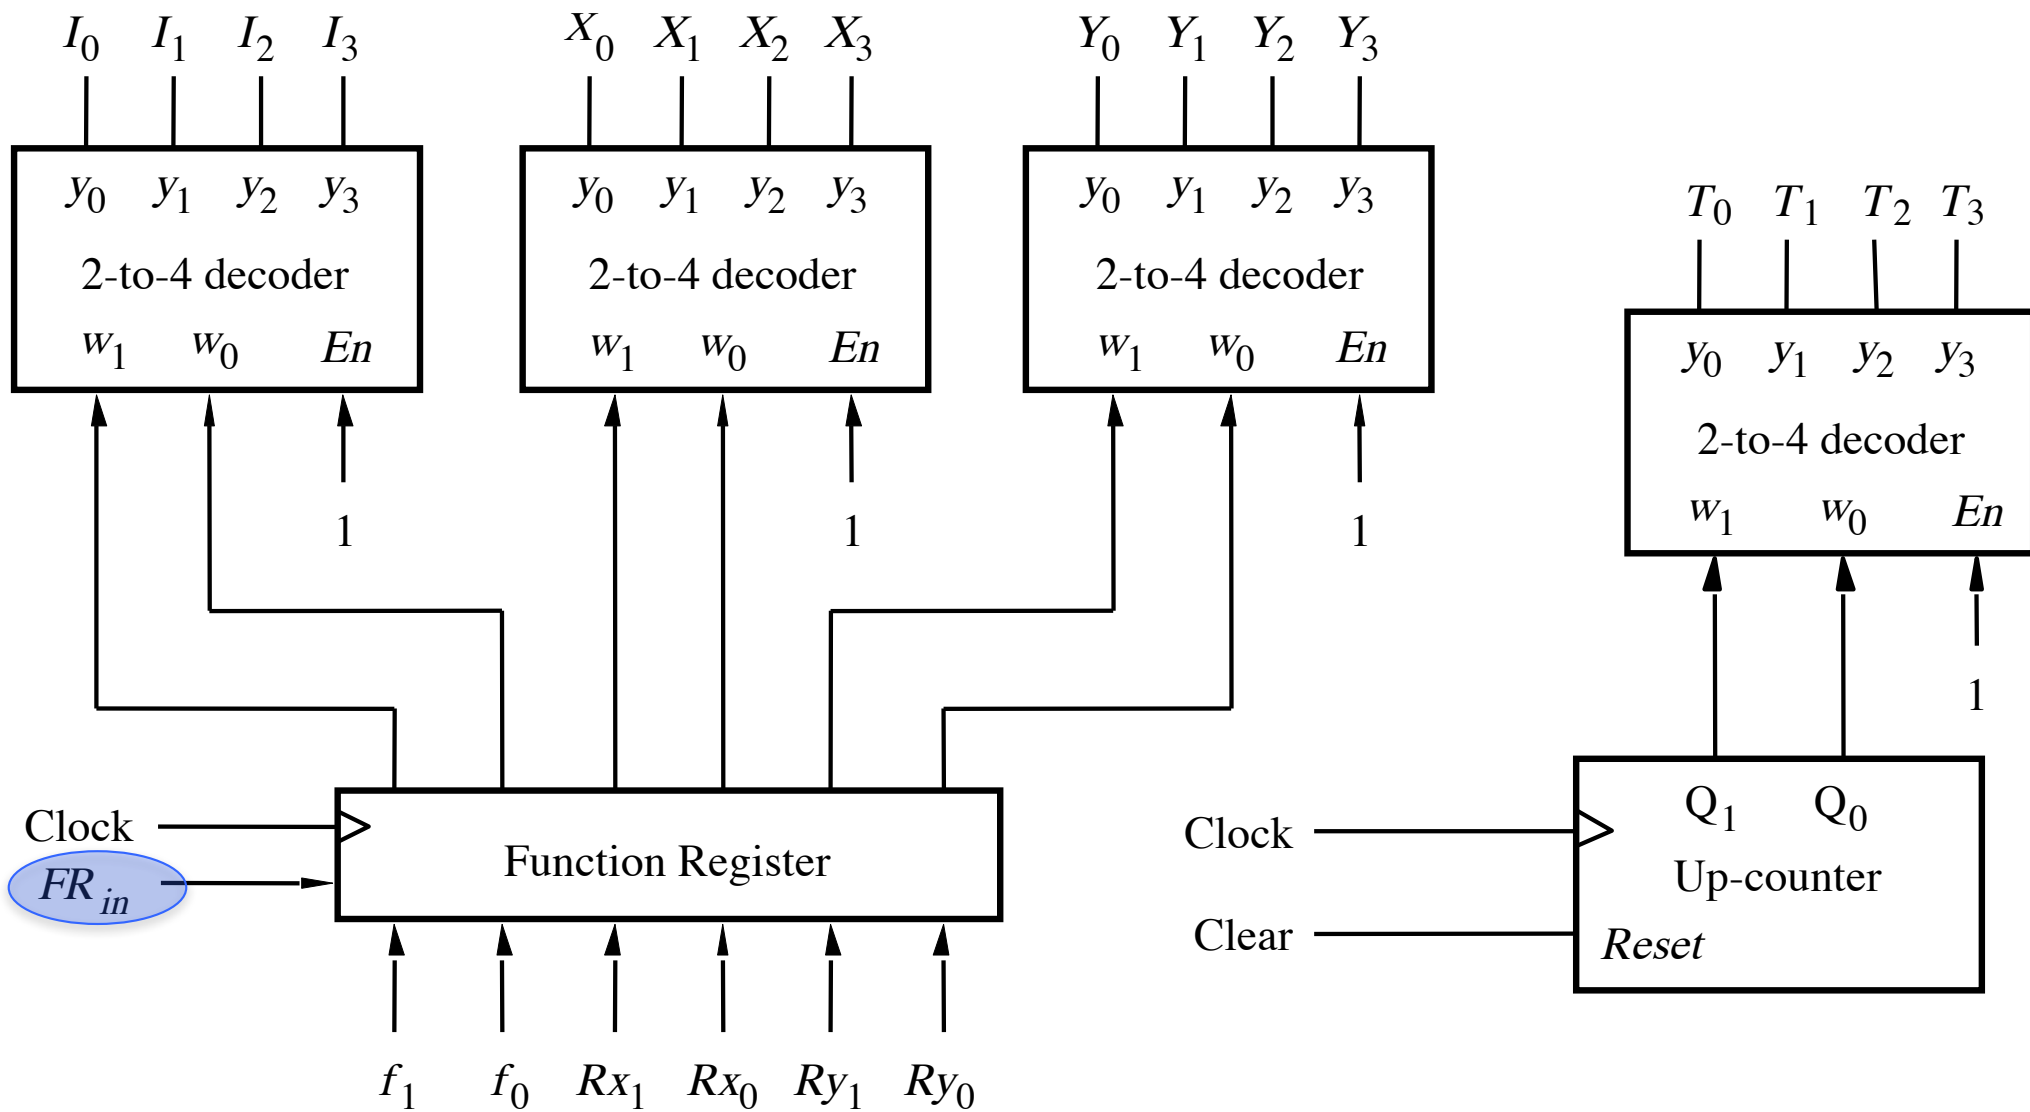 I0 I1 I2 I3 X0 X1 X2 X3 Y0 Y1 Y2 Y3
y0 y1 y2 y3
2-to-4 decoder
w1 w0 En
1
y0 y1 y2 y3
2-to-4 decoder
w1 w0 En
1
y0 y1 y2 y3
2-to-4 decoder
w1 w0 En
1
T0 T1 T2 T3
y0 y1 y2 y3
2-to-4 decoder
w1 w0 En
1
Clock
FR in
Function Register
f1 f0 Rx1 Rx0 Ry1 Ry0
Clock
Clear
Q1 Q0
Up-counter
Reset